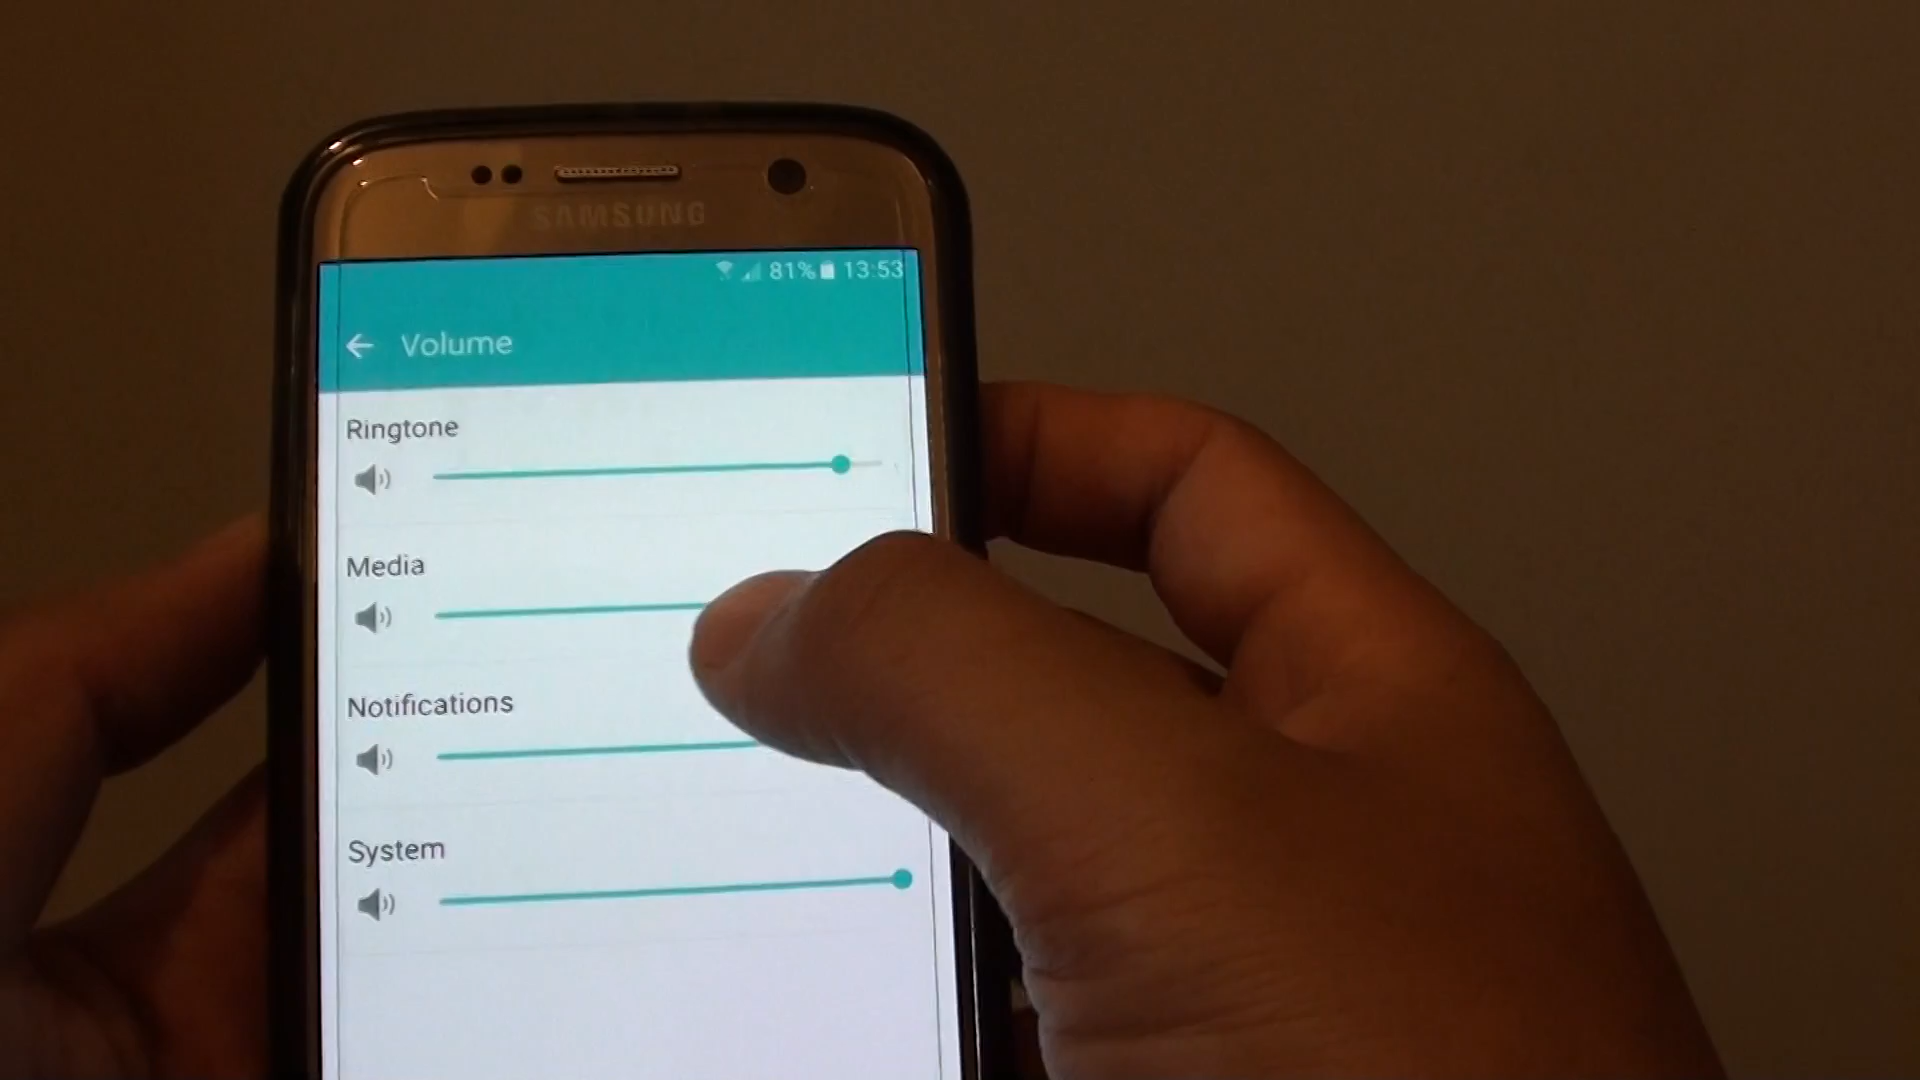 SAMSUNG
81% 13:53
Volume
Ringtone
Media
Notifications
System